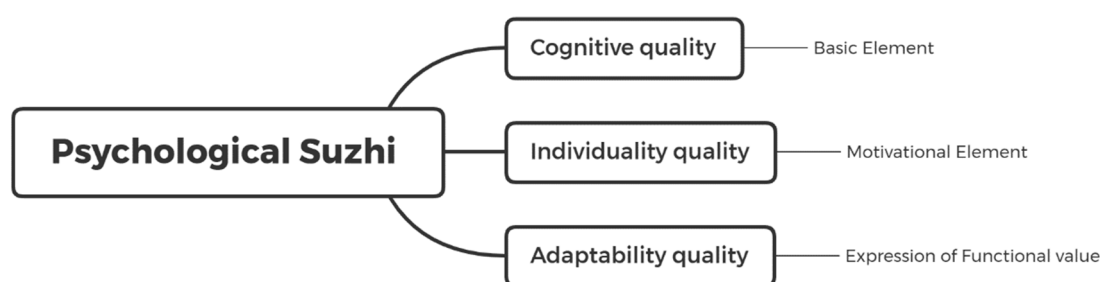 Psychological Suzhi
Cognitive quality
Basic Element
Individuality quality
Motivational Element
Adaptability quality
Expression of Functional value